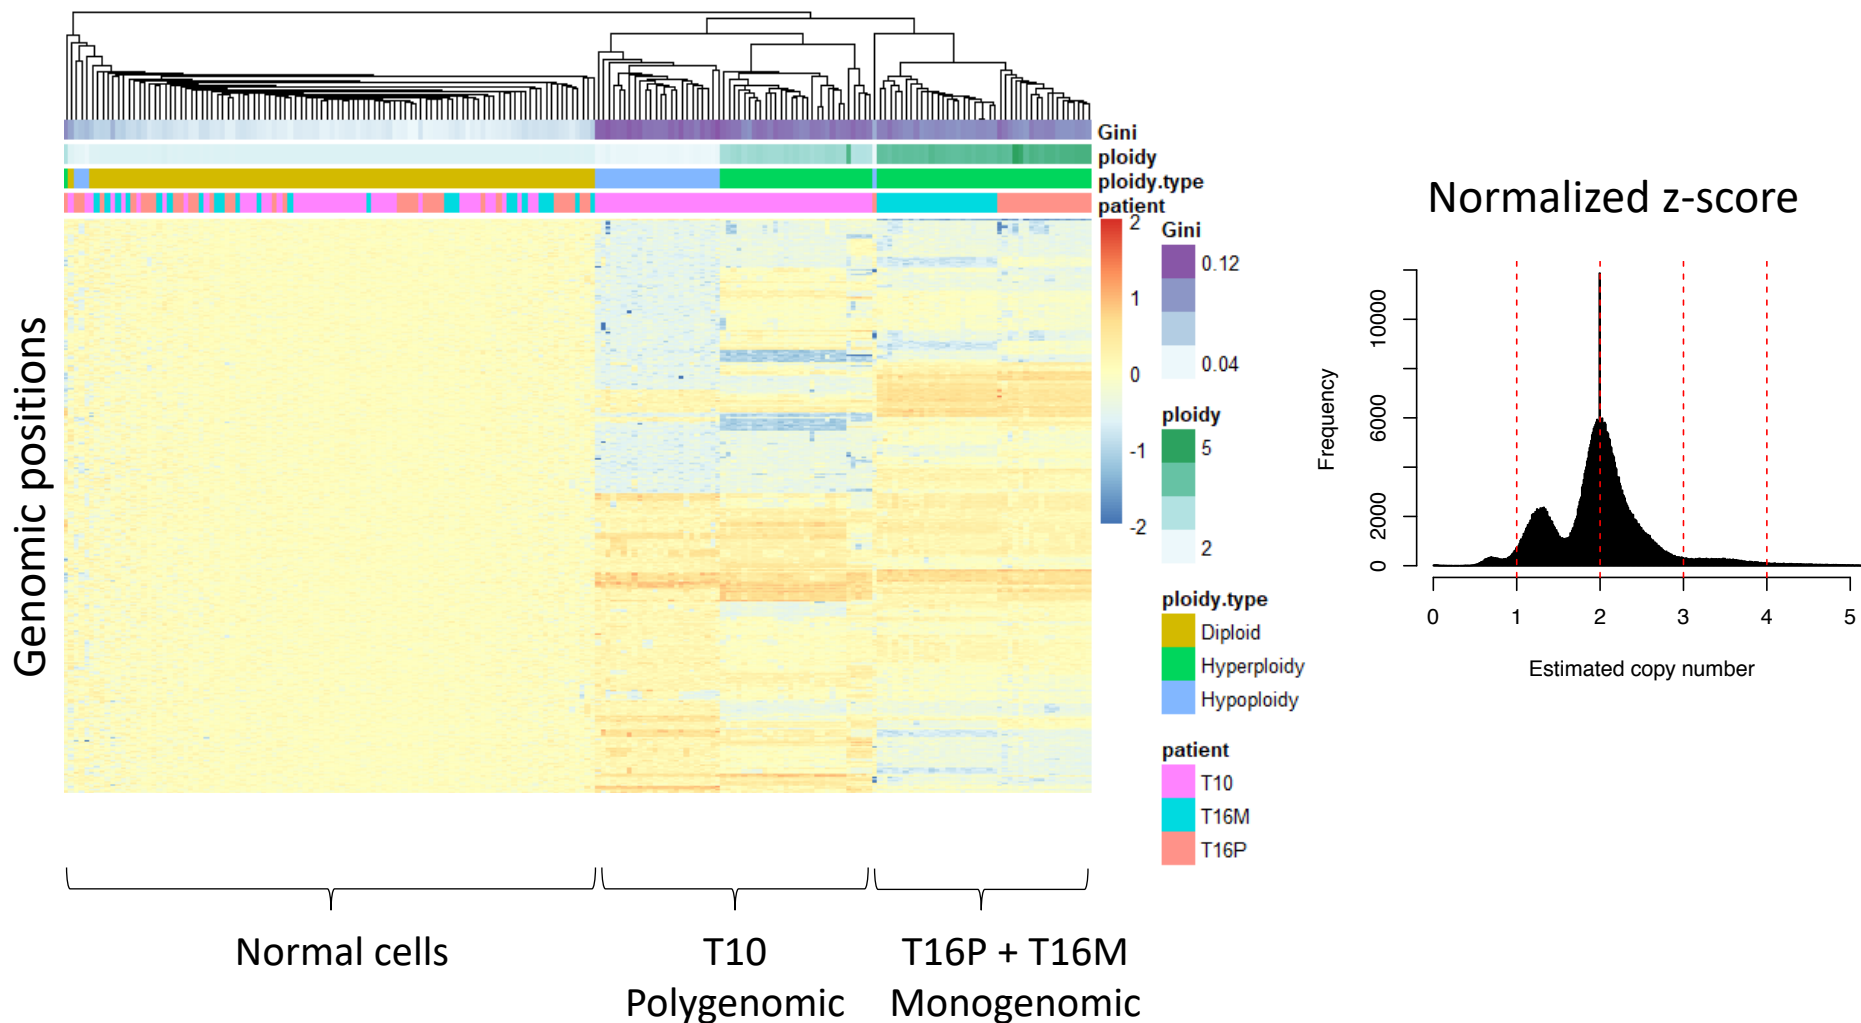 Gini
ploidy
ploidy.type
patient
2
1
0
-1
-2
Gini
0.12
0.04
ploidy
5
2
ploidy.type
Diploid
Hyperploidy
Hypoploidy
patient
T10
T16M
T16P
Genomic positions
Normal cells
T10
Polygenomic
T16P + T16M
Monogenomic
Normalized z-score
Frequency
10000
6000
2000
0
0 1 2 3 4 5
Estimated copy number